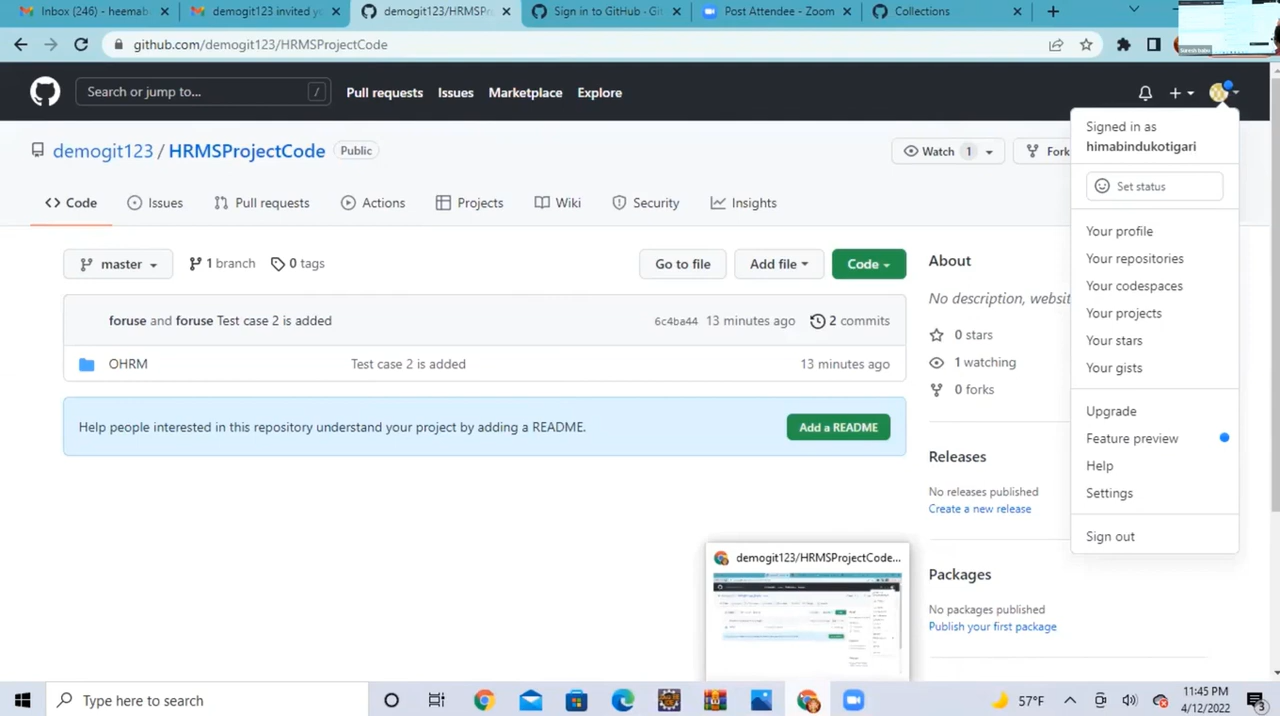 Inbox (246) - heemab
demogit123 invited yo
demogit123/HRMSPr
Sign in to GitHub · Git
Post Attendee - Zoom
Collections
github.com/demogit123/HRMSProjectCode
Search or jump to...
/
Pull requests
Issues
Marketplace
Explore
Signed in as
himabindukotigari
demogit123 / HRMSProjectCode
Public
Watch 1
Fork
Set status
Code
Issues
Pull requests
Actions
Projects
Wiki
Security
Insights
Your profile
Your repositories
Your codespaces
Your projects
Your stars
Your gists
Upgrade
Feature preview
Help
Settings
Sign out
master
1 branch
0 tags
Go to file
Add file
Code
About
No description, websit
foruse and foruse Test case 2 is added
6c4ba44 13 minutes ago
2 commits
0 stars
OHRM
Test case 2 is added
13 minutes ago
1 watching
0 forks
Help people interested in this repository understand your project by adding a README.
Add a README
Releases
No releases published
Create a new release
demogit123/HRMSProjectCode...
Packages
No packages published
Publish your first package
Type here to search
57°F
11:45 PM
4/12/2022
3